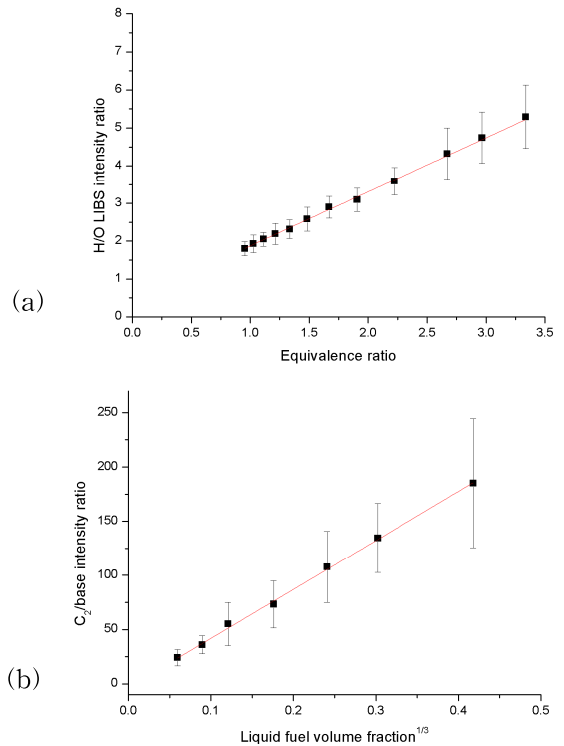 8
7
6
5
4
3
2
1
0
H/O LIBS intensity ratio
0.0 0.5 1.0 1.5 2.0 2.5 3.0 3.5
Equivalence ratio
(a)
250
200
150
100
50
0
C₂/base intensity ratio
0.0 0.1 0.2 0.3 0.4 0.5
Liquid fuel volume fraction¹ᐟ³
(b)